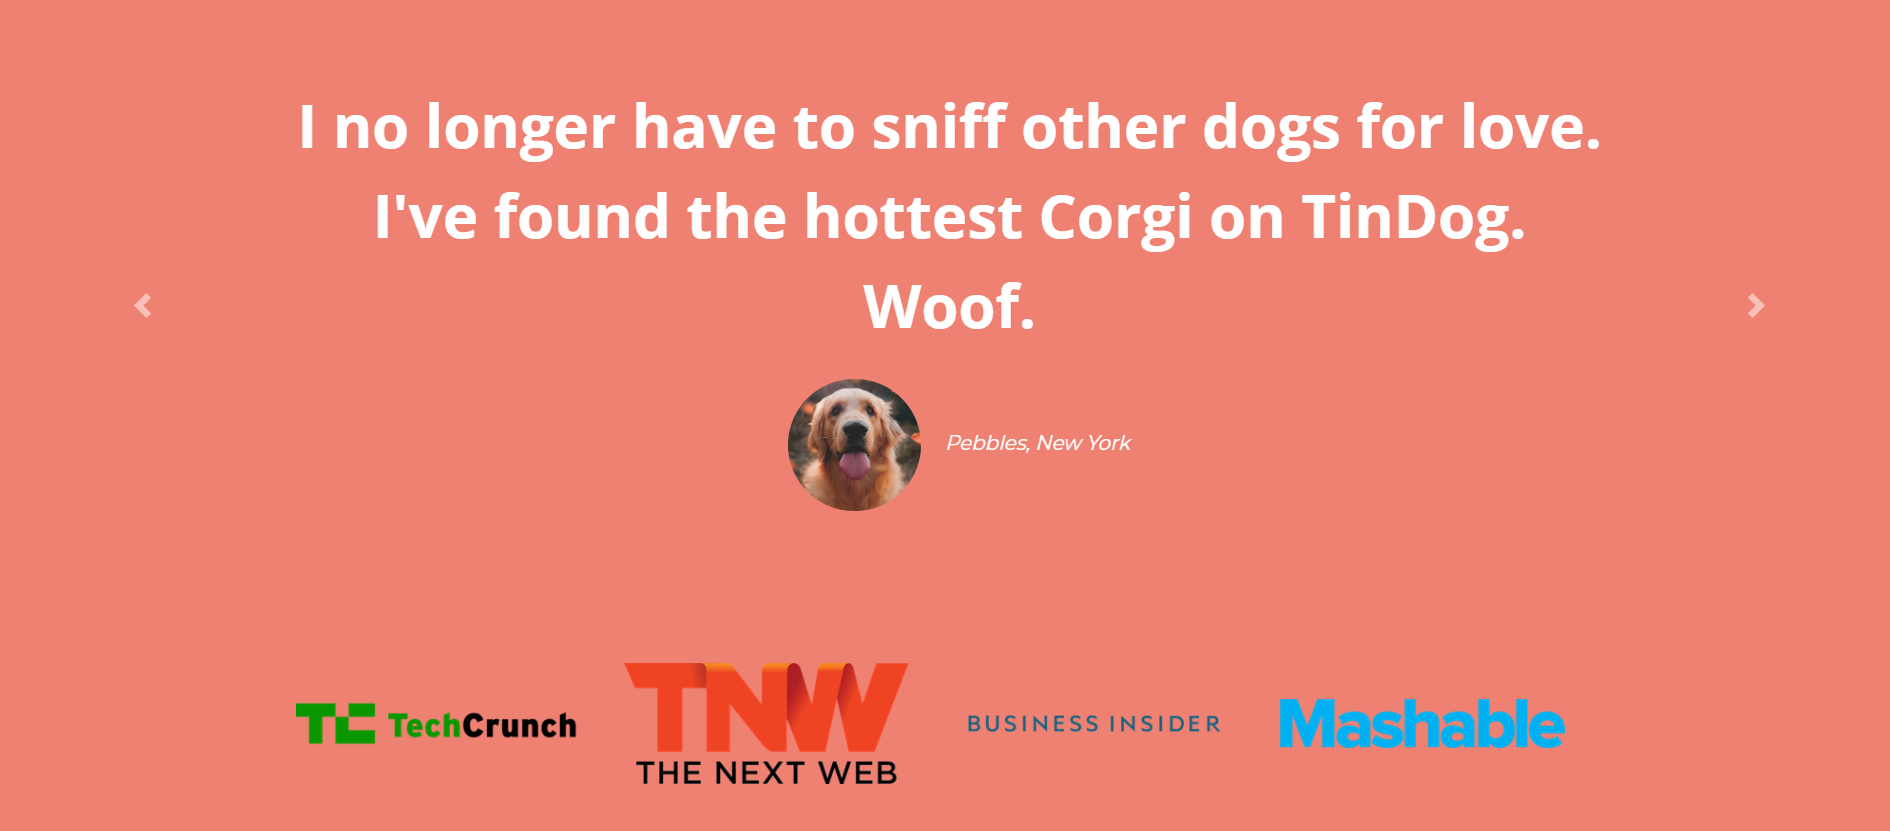 I no longer have to sniff other dogs for love.
I've found the hottest Corgi on TinDog.
Woof.
Pebbles, New York
TC TechCrunch
TNW
THE NEXT WEB
BUSINESS INSIDER
Mashable